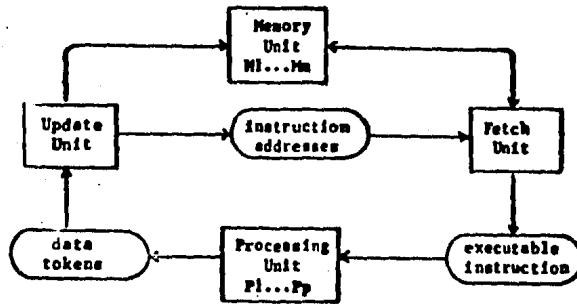 Memory
Unit
M1...Mm
Update
Unit
instruction
addresses
Fetch
Unit
data
tokens
Processing
Unit
P1...Pp
executable
instruction